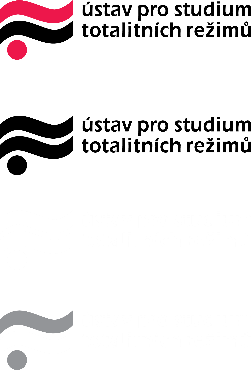 ústav pro studium
totalitních režimů
ústav pro studium
totalitních režimů